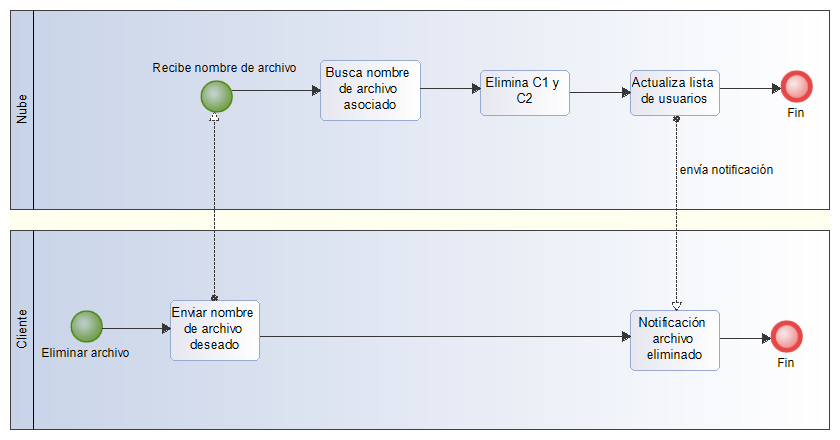 Nube
Recibe nombre de archivo
Busca nombre
de archivo
asociado
Elimina C1 y
C2
Actualiza lista
de usuarios
Fin
envía notificación
Cliente
Eliminar archivo
Enviar nombre
de archivo
deseado
Notificación
archivo
eliminado
Fin